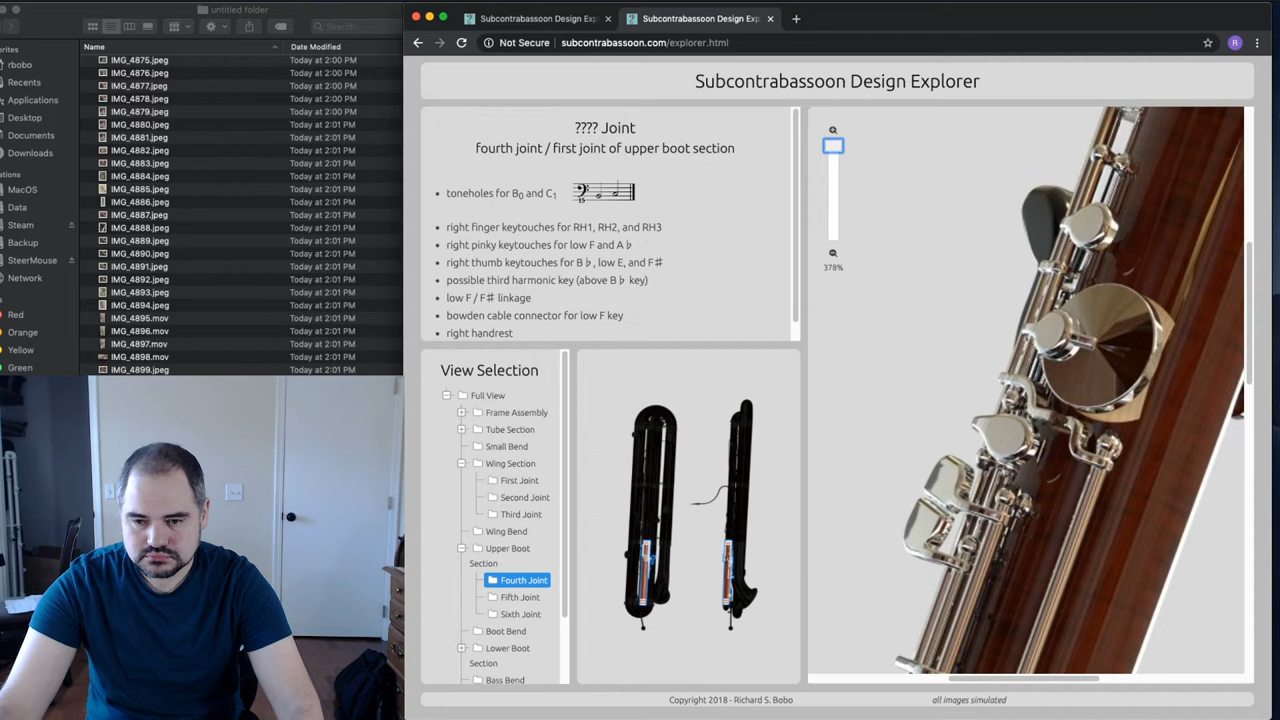 untitled folder
Search
Name
Date Modified
IMG_4875.jpeg Today at 2:00 PM
IMG_4876.jpeg Today at 2:00 PM
IMG_4877.jpeg Today at 2:00 PM
IMG_4878.jpeg Today at 2:00 PM
IMG_4879.jpeg Today at 2:00 PM
IMG_4880.jpeg Today at 2:01 PM
IMG_4881.jpeg Today at 2:01 PM
IMG_4882.jpeg Today at 2:01 PM
IMG_4883.jpeg Today at 2:01 PM
IMG_4884.jpeg Today at 2:01 PM
IMG_4885.jpeg Today at 2:01 PM
IMG_4886.jpeg Today at 2:01 PM
IMG_4887.jpeg Today at 2:01 PM
IMG_4888.jpeg Today at 2:01 PM
IMG_4889.jpeg Today at 2:01 PM
IMG_4890.jpeg Today at 2:01 PM
IMG_4891.jpeg Today at 2:01 PM
IMG_4892.jpeg Today at 2:01 PM
IMG_4893.jpeg Today at 2:01 PM
IMG_4894.jpeg Today at 2:01 PM
IMG_4895.mov Today at 2:01 PM
IMG_4896.mov Today at 2:01 PM
IMG_4897.mov Today at 2:01 PM
IMG_4898.mov Today at 2:01 PM
IMG_4899.jpeg Today at 2:01 PM
orites
rbobo
Recents
Applications
Desktop
Documents
Downloads
ations
MacOS
Data
Steam
Backup
SteerMouse
Network
Red
Orange
Yellow
Green
Subcontrabassoon Design Exp
Subcontrabassoon Design Exp
Not Secure | subcontrabassoon.com/explorer.html
R
Subcontrabassoon Design Explorer
???? Joint
fourth joint / first joint of upper boot section
• toneholes for B0 and C1
15
• right finger keytouches for RH1, RH2, and RH3
• right pinky keytouches for low F and A♭
• right thumb keytouches for B♭, low E, and F♯
• possible third harmonic key (above B♭ key)
• low F / F♯ linkage
• bowden cable connector for low F key
• right handrest
378%
View Selection
Full View
Frame Assembly
Tube Section
Small Bend
Wing Section
First Joint
Second Joint
Third Joint
Wing Bend
Upper Boot
Section
Fourth Joint
Fifth Joint
Sixth Joint
Boot Bend
Lower Boot
Section
Bass Bend
Copyright 2018 - Richard S. Bobo
all images simulated